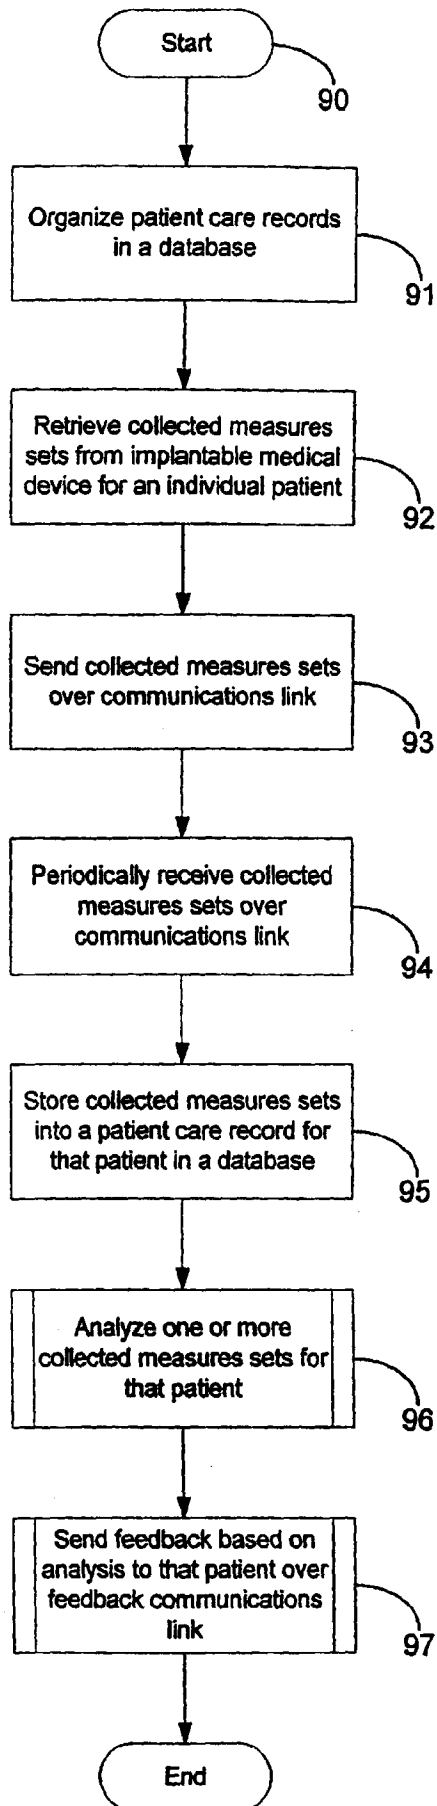 Start
90
Organize patient care records
in a database
91
Retrieve collected measures
sets from implantable medical
device for an individual patient
92
Send collected measures sets
over communications link
93
Periodically receive collected
measures sets over
communications link
94
Store collected measures sets
into a patient care record for
that patient in a database
95
Analyze one or more
collected measures sets for
that patient
96
Send feedback based on
analysis to that patient over
feedback communications
link
97
End